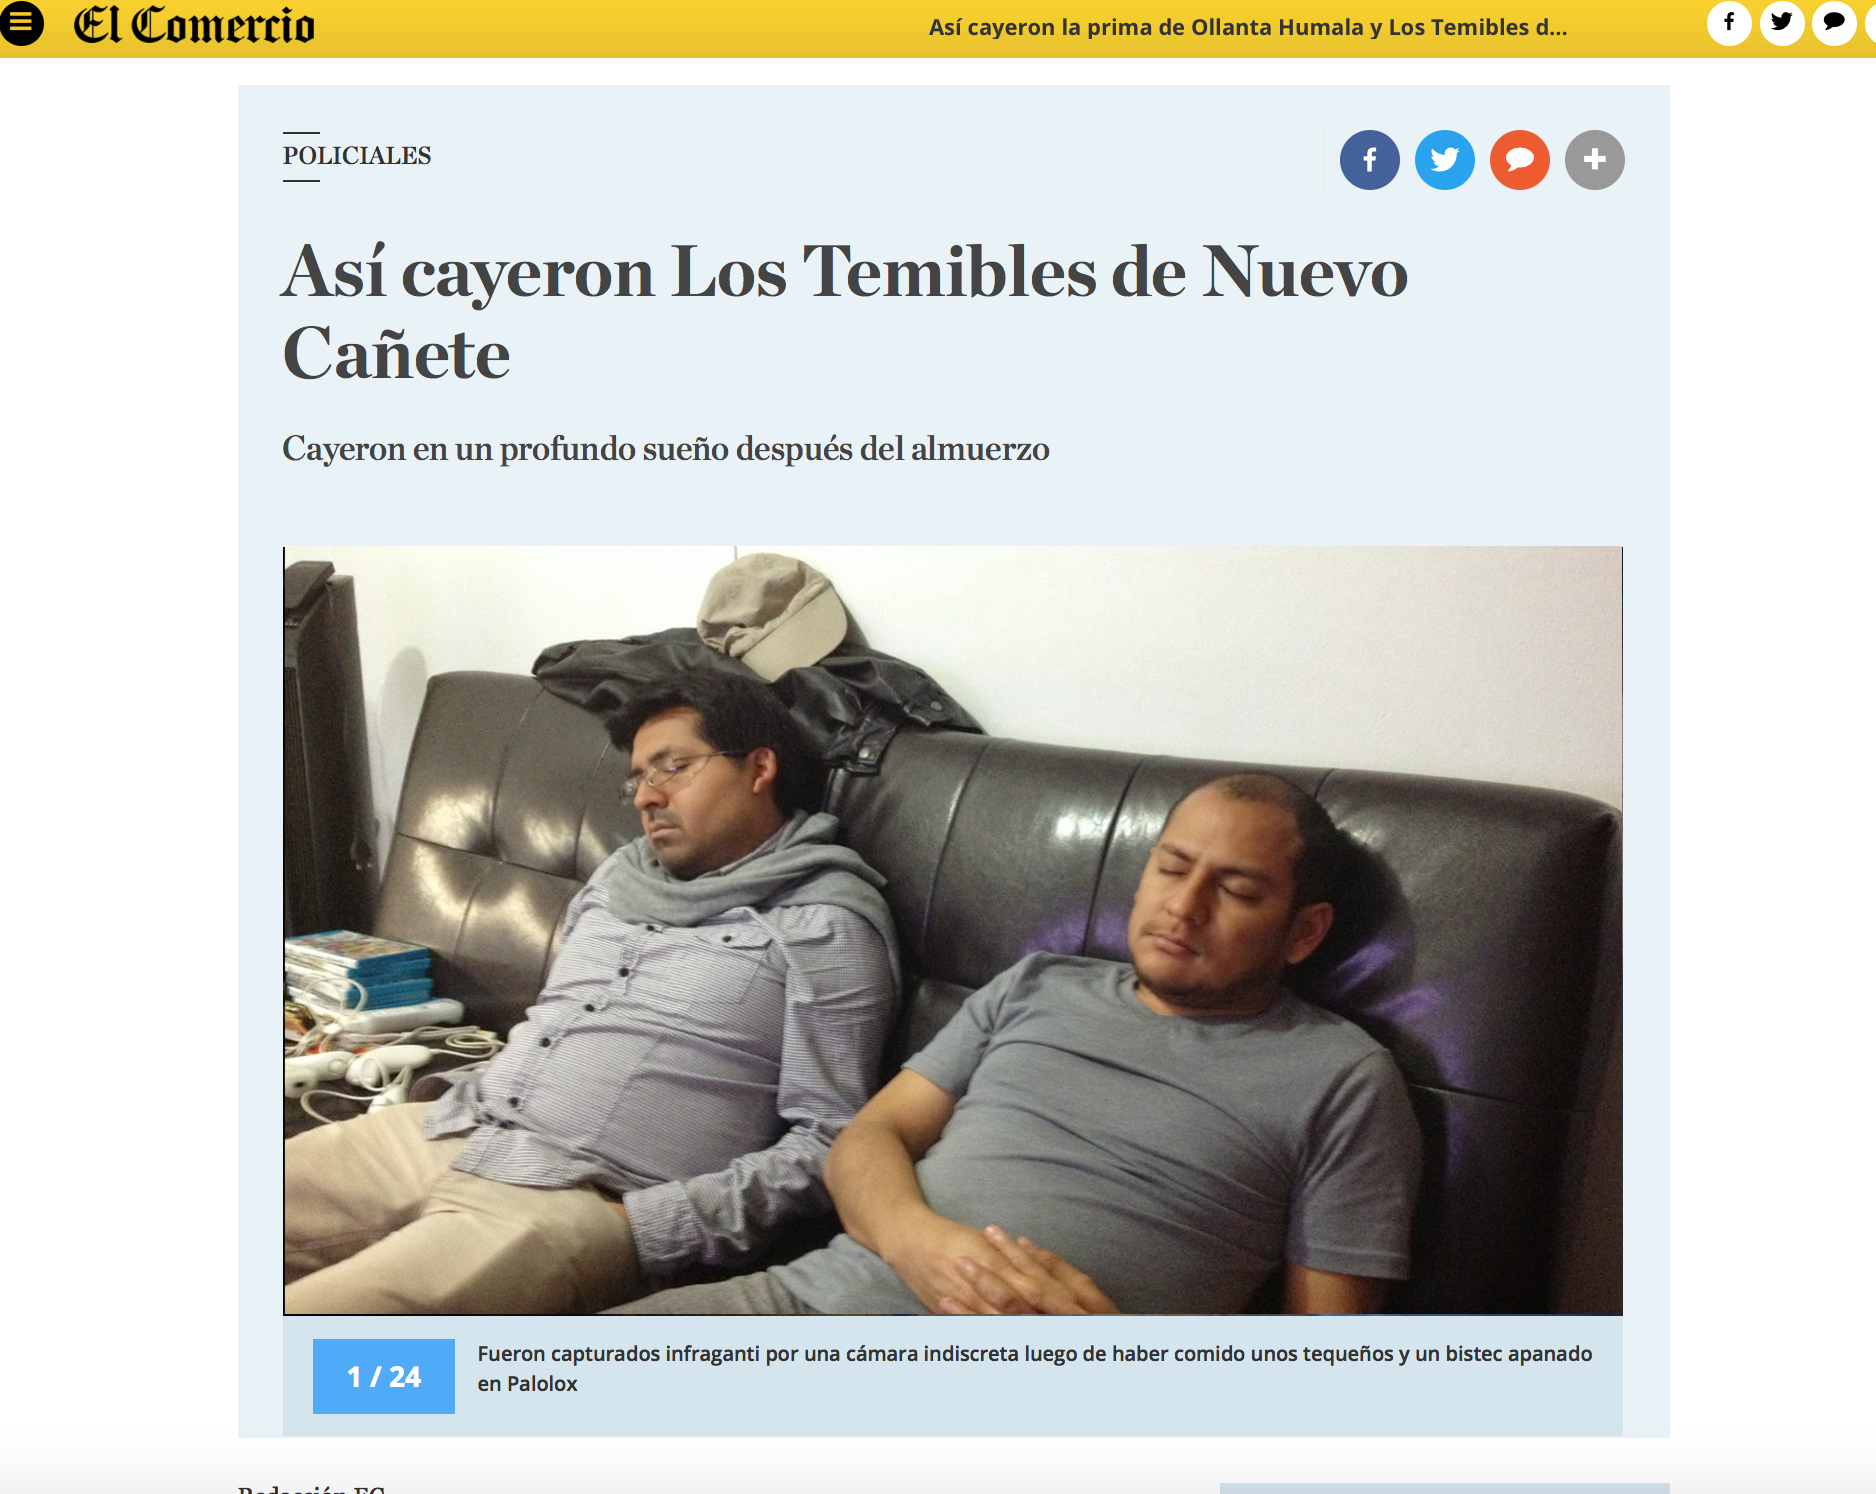 El Comercio
Así cayeron la prima de Ollanta Humala y Los Temibles d...
POLICIALES
Así cayeron Los Temibles de Nuevo
Cañete
Cayeron en un profundo sueño después del almuerzo
1 / 24
Fueron capturados infraganti por una cámara indiscreta luego de haber comido unos tequeños y un bistec apanado
en Palolox
Redacción EC